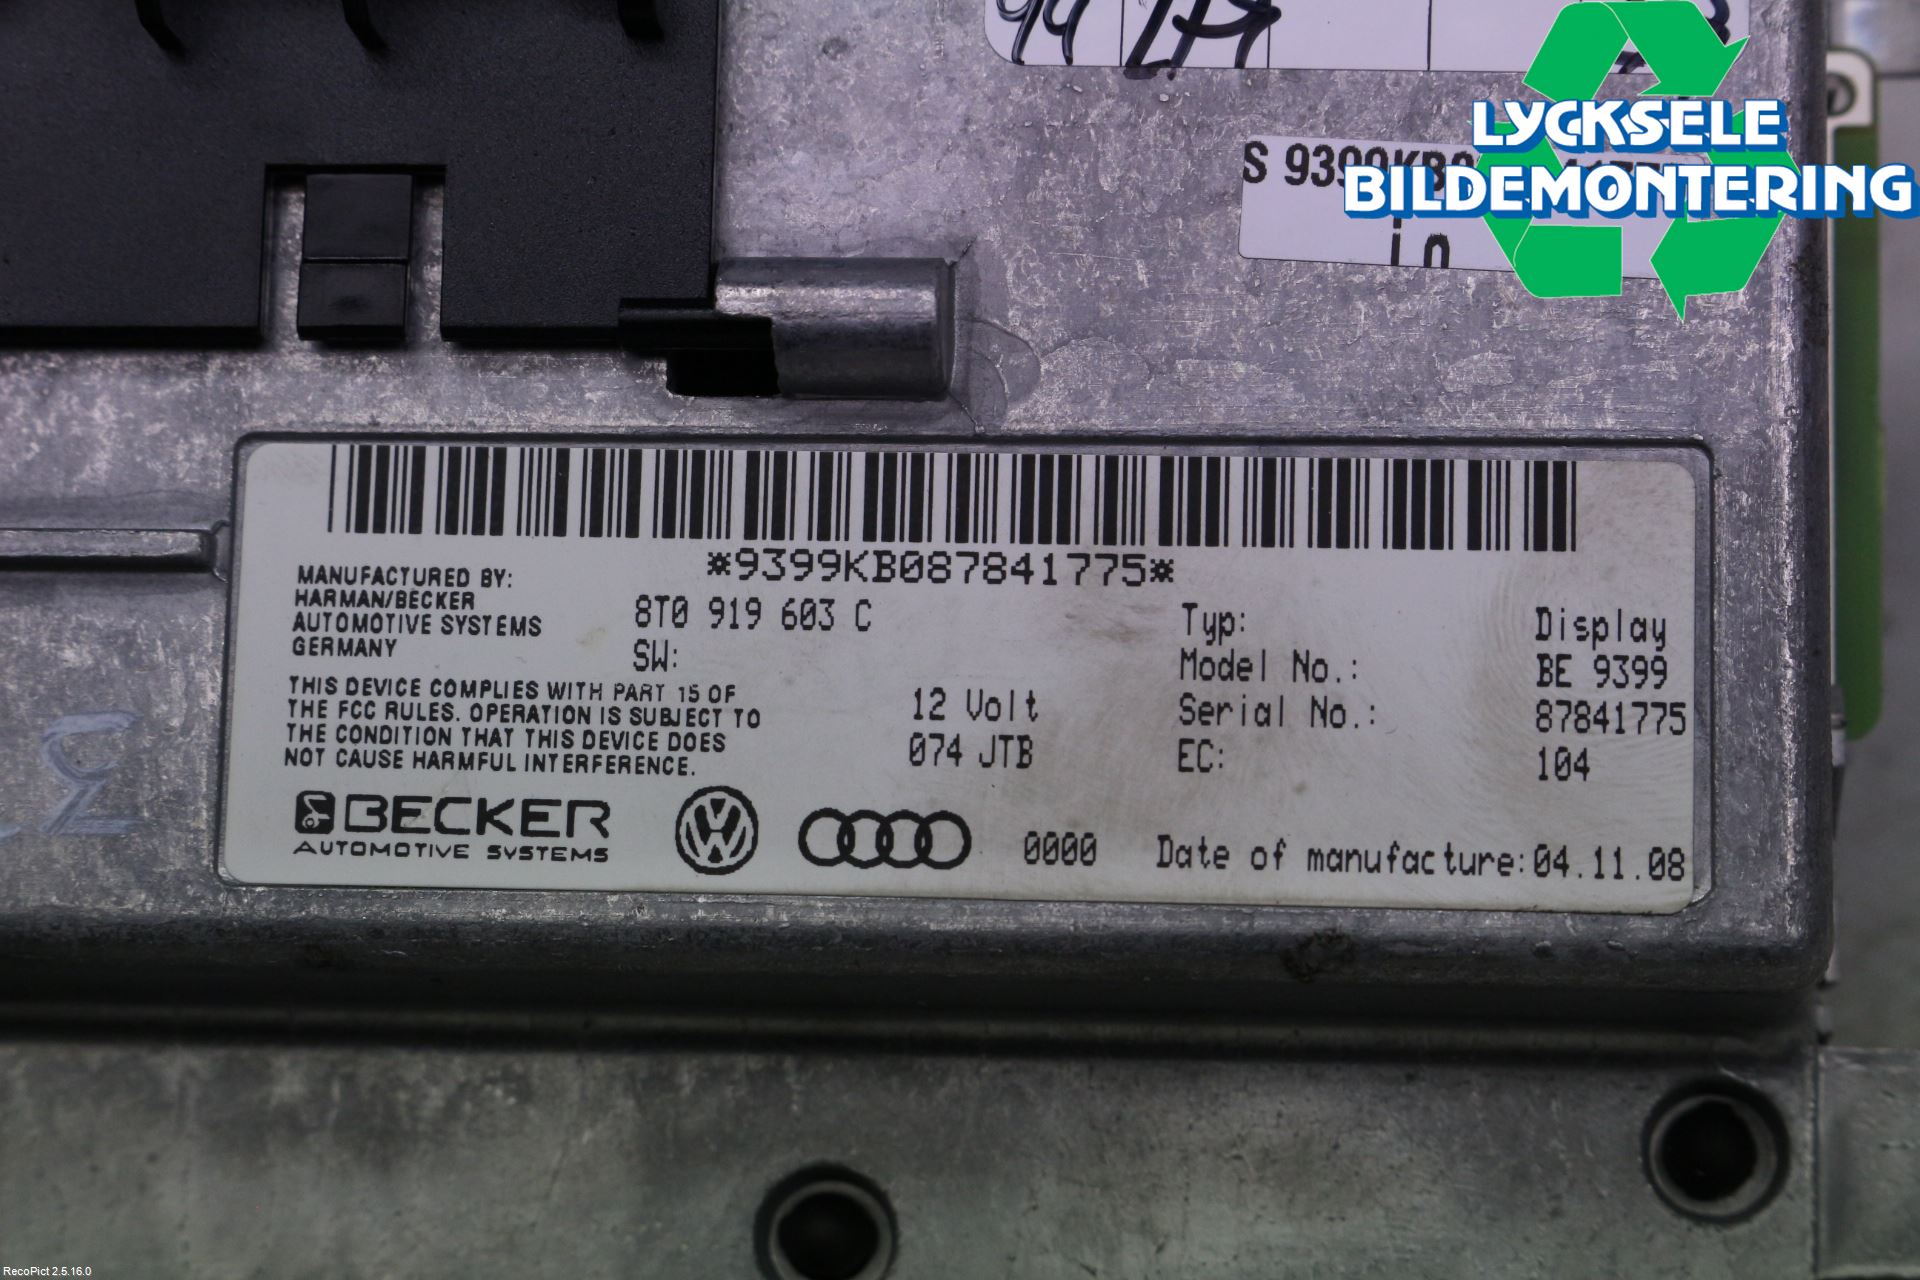 LYCKSELE
BILDEMONTERING
S 9399KB
in
*9399KB087841775*
MANUFACTURED BY:
HARMAN/BECKER
AUTOMOTIVE SYSTEMS
GERMANY
8T0 919 603 C
SW:
THIS DEVICE COMPLIES WITH PART 15 OF
THE FCC RULES. OPERATION IS SUBJECT TO
THE CONDITION THAT THIS DEVICE DOES
NOT CAUSE HARMFUL INTERFERENCE.
12 Volt
074 JTB
Typ: Display
Model No.: BE 9399
Serial No.: 87841775
EC: 104
BECKER
AUTOMOTIVE SYSTEMS
0000
Date of manufacture: 04.11.08
RecoPict 2.5.16.0